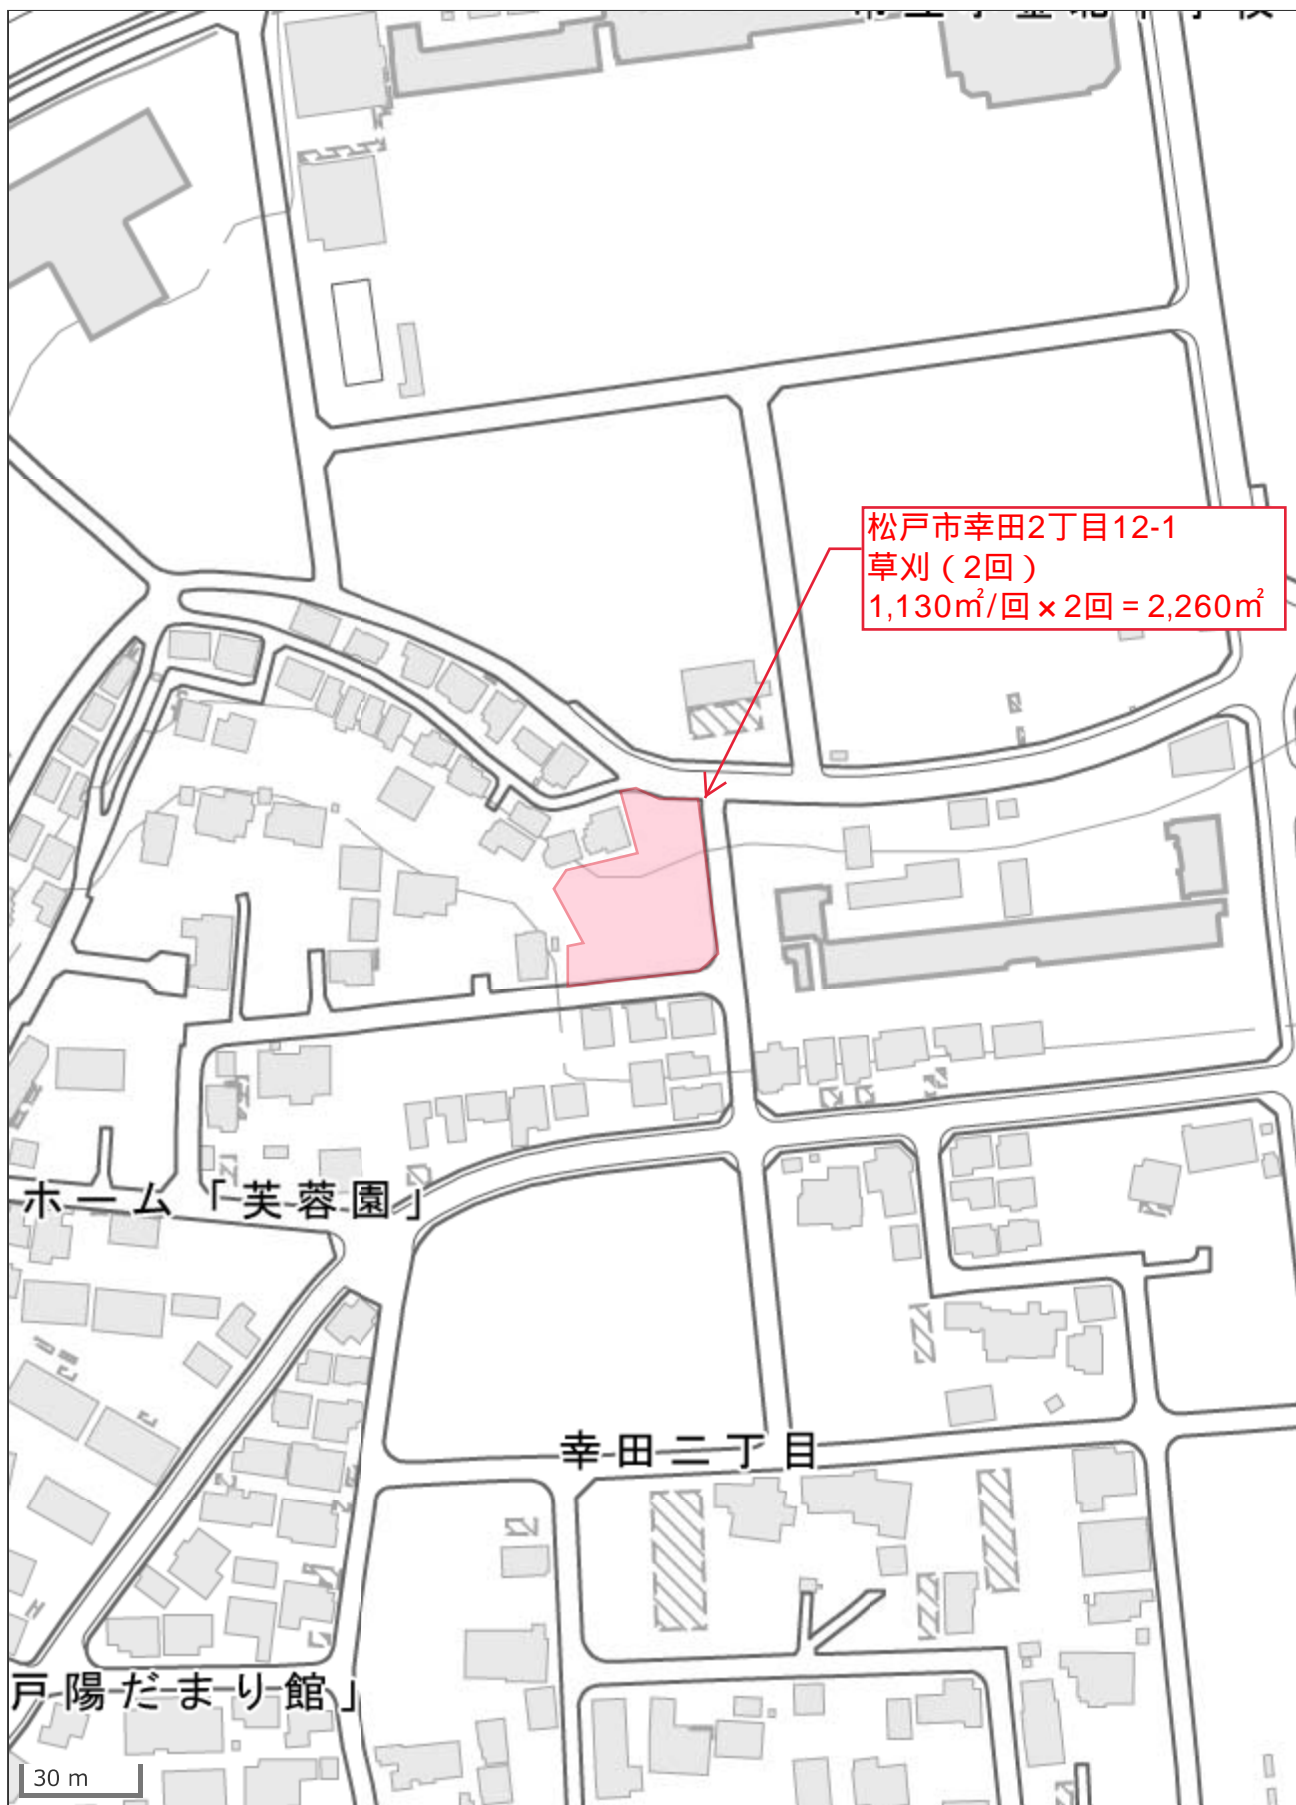 松戸市幸田2丁目12-1
草刈（2回）
1,130㎡/回×2回=2,260㎡
ホーム「芙蓉園」
幸田二丁目
戸陽だまり館」
30 m